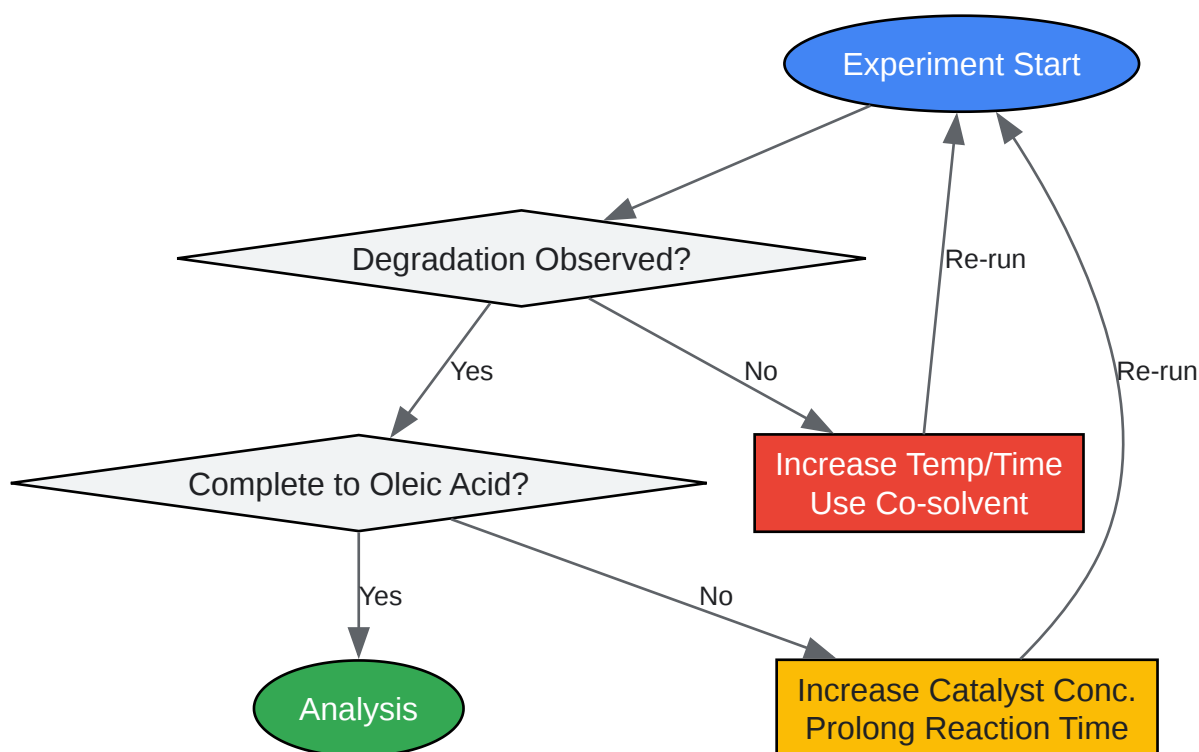 Experiment Start
Degradation Observed?
Re-run
Yes
No
Re-run
Increase Temp/Time
Use Co-solvent
Complete to Oleic Acid?
Yes
No
Analysis
Increase Catalyst Conc.
Prolong Reaction Time